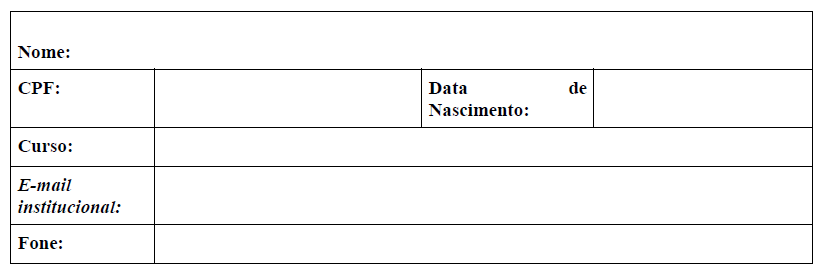 Nome:
CPF:
Data de
Nascimento:
Curso:
E-mail
institucional:
Fone: